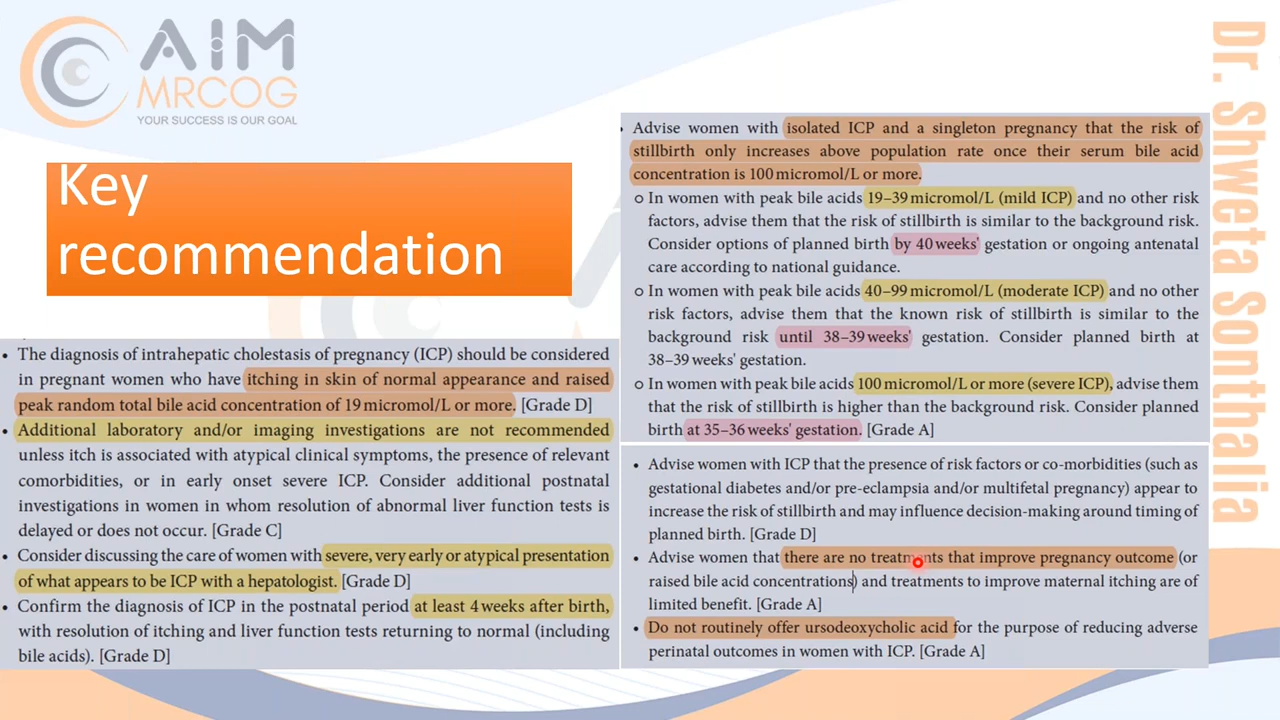 AIM
MRCOG
YOUR SUCCESS IS OUR GOAL
Key
recommendation
• The diagnosis of intrahepatic cholestasis of pregnancy (ICP) should be considered
in pregnant women who have itching in skin of normal appearance and raised
peak random total bile acid concentration of 19 micromol/L or more. [Grade D]
• Additional laboratory and/or imaging investigations are not recommended
unless itch is associated with atypical clinical symptoms, the presence of relevant
comorbidities, or in early onset severe ICP. Consider additional postnatal
investigations in women in whom resolution of abnormal liver function tests is
delayed or does not occur. [Grade C]
• Consider discussing the care of women with severe, very early or atypical presentation
of what appears to be ICP with a hepatologist. [Grade D]
• Confirm the diagnosis of ICP in the postnatal period at least 4 weeks after birth,
with resolution of itching and liver function tests returning to normal (including
bile acids). [Grade D]
• Advise women with isolated ICP and a singleton pregnancy that the risk of
stillbirth only increases above population rate once their serum bile acid
concentration is 100 micromol/L or more.
○ In women with peak bile acids 19–39 micromol/L (mild ICP) and no other risk
factors, advise them that the risk of stillbirth is similar to the background risk.
Consider options of planned birth by 40 weeks' gestation or ongoing antenatal
care according to national guidance.
○ In women with peak bile acids 40–99 micromol/L (moderate ICP) and no other
risk factors, advise them that the known risk of stillbirth is similar to the
background risk until 38–39 weeks' gestation. Consider planned birth at
38–39 weeks' gestation.
○ In women with peak bile acids 100 micromol/L or more (severe ICP), advise them
that the risk of stillbirth is higher than the background risk. Consider planned
birth at 35–36 weeks' gestation. [Grade A]
• Advise women with ICP that the presence of risk factors or co-morbidities (such as
gestational diabetes and/or pre-eclampsia and/or multifetal pregnancy) appear to
increase the risk of stillbirth and may influence decision-making around timing of
planned birth. [Grade D]
• Advise women that there are no treatments that improve pregnancy outcome (or
raised bile acid concentrations) and treatments to improve maternal itching are of
limited benefit. [Grade A]
• Do not routinely offer ursodeoxycholic acid for the purpose of reducing adverse
perinatal outcomes in women with ICP. [Grade A]
Dr. Shweta Sonthalia